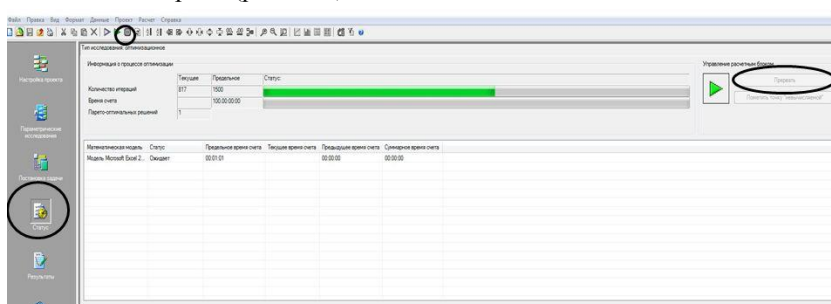 Файл Правка Вид Формат Данные Проект Расчет Справка
Тип исследования: оптимизационное
Информация о процессе оптимизации
Текущее Предельное Статус
Количество итераций 817 1500
Время счета 100.00:00:00
Парето-оптимальных решений 1
Управление расчетным блоком
Прервать
Пометить точку "невычислимой"
Математическая модель Статус Предельное время счета Текущее время счета Предыдущее время счета Суммарное время счета
Модель Microsoft Excel 2... Ожидает 00:01:01 00:00:00 00:00:00
Настройка проекта
Параметрические
исследования
Постановка задачи
Статус
Результаты